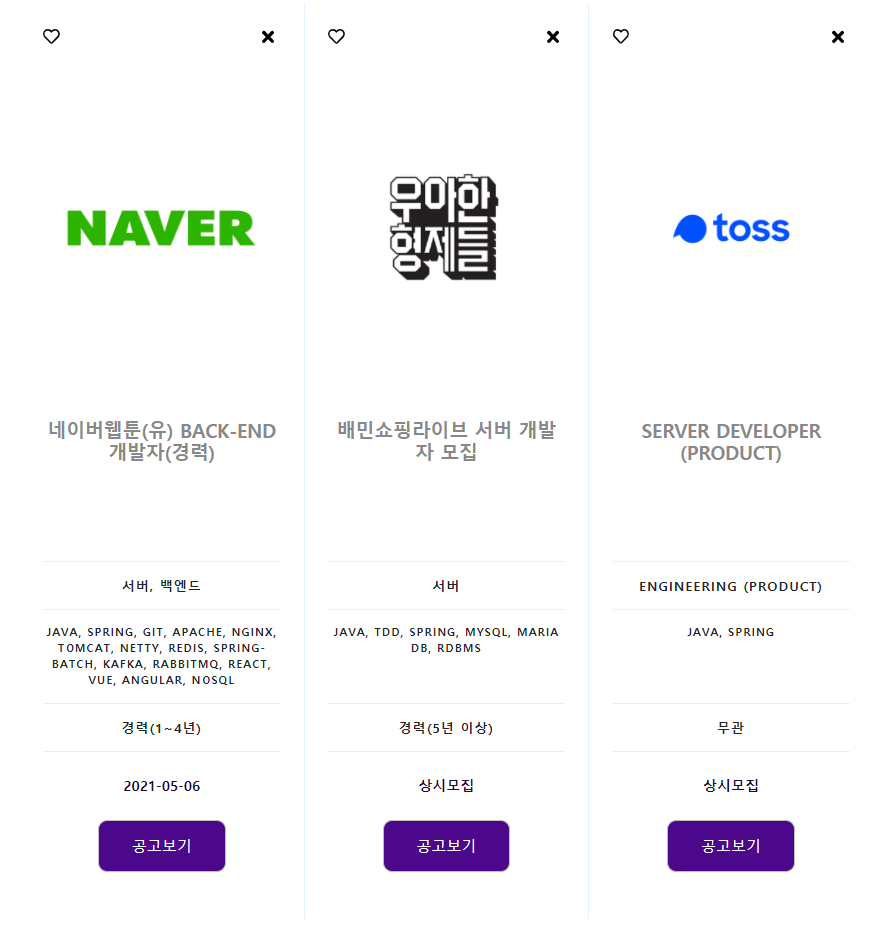 NAVER
네이버웹툰(유) BACK-END
개발자(경력)
서버, 백엔드
JAVA, SPRING, GIT, APACHE, NGINX,
TOMCAT, NETTY, REDIS, SPRING-
BATCH, KAFKA, RABBITMQ, REACT,
VUE, ANGULAR, NOSQL
경력(1~4년)
2021-05-06
공고보기
우아한
형제들
배민쇼핑라이브 서버 개발
자 모집
서버
JAVA, TDD, SPRING, MYSQL, MARIA
DB, RDBMS
경력(5년 이상)
상시모집
공고보기
toss
SERVER DEVELOPER
(PRODUCT)
ENGINEERING (PRODUCT)
JAVA, SPRING
무관
상시모집
공고보기